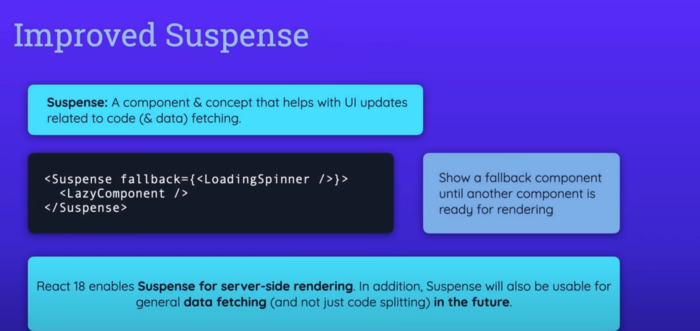 Improved Suspense
Suspense: A component & concept that helps with UI updates
related to code (& data) fetching.
<Suspense fallback={<LoadingSpinner />}>
  <LazyComponent />
</Suspense>
Show a fallback component
until another component is
ready for rendering
React 18 enables Suspense for server-side rendering. In addition, Suspense will also be usable for
general data fetching (and not just code splitting) in the future.